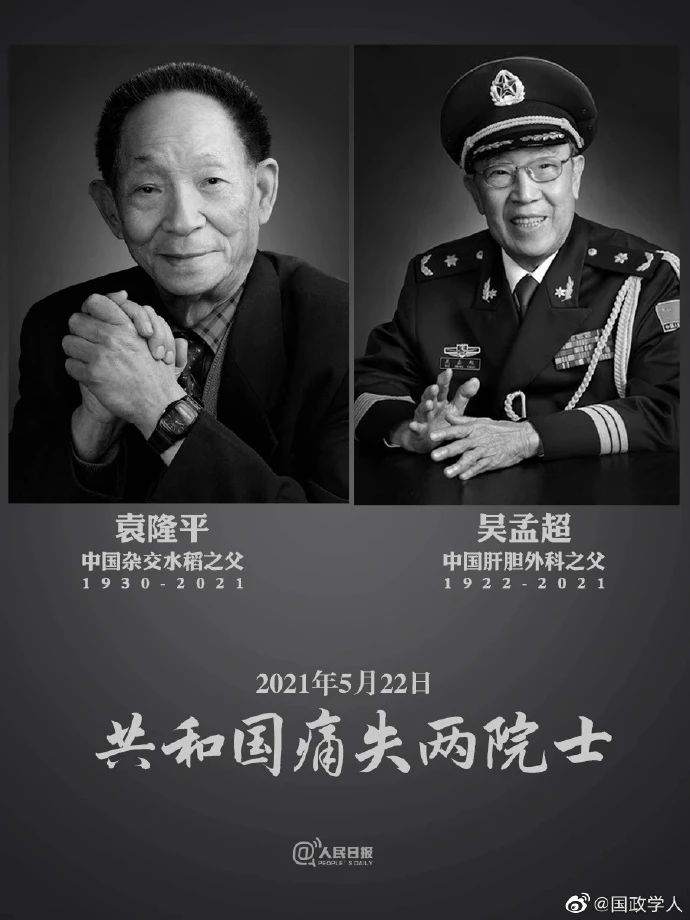 袁隆平
中国杂交水稻之父
1930-2021
吴孟超
中国肝胆外科之父
1922-2021
2021年5月22日
共和国痛失两院士
@人民日报
PEOPLE'S DAILY
@国政学人